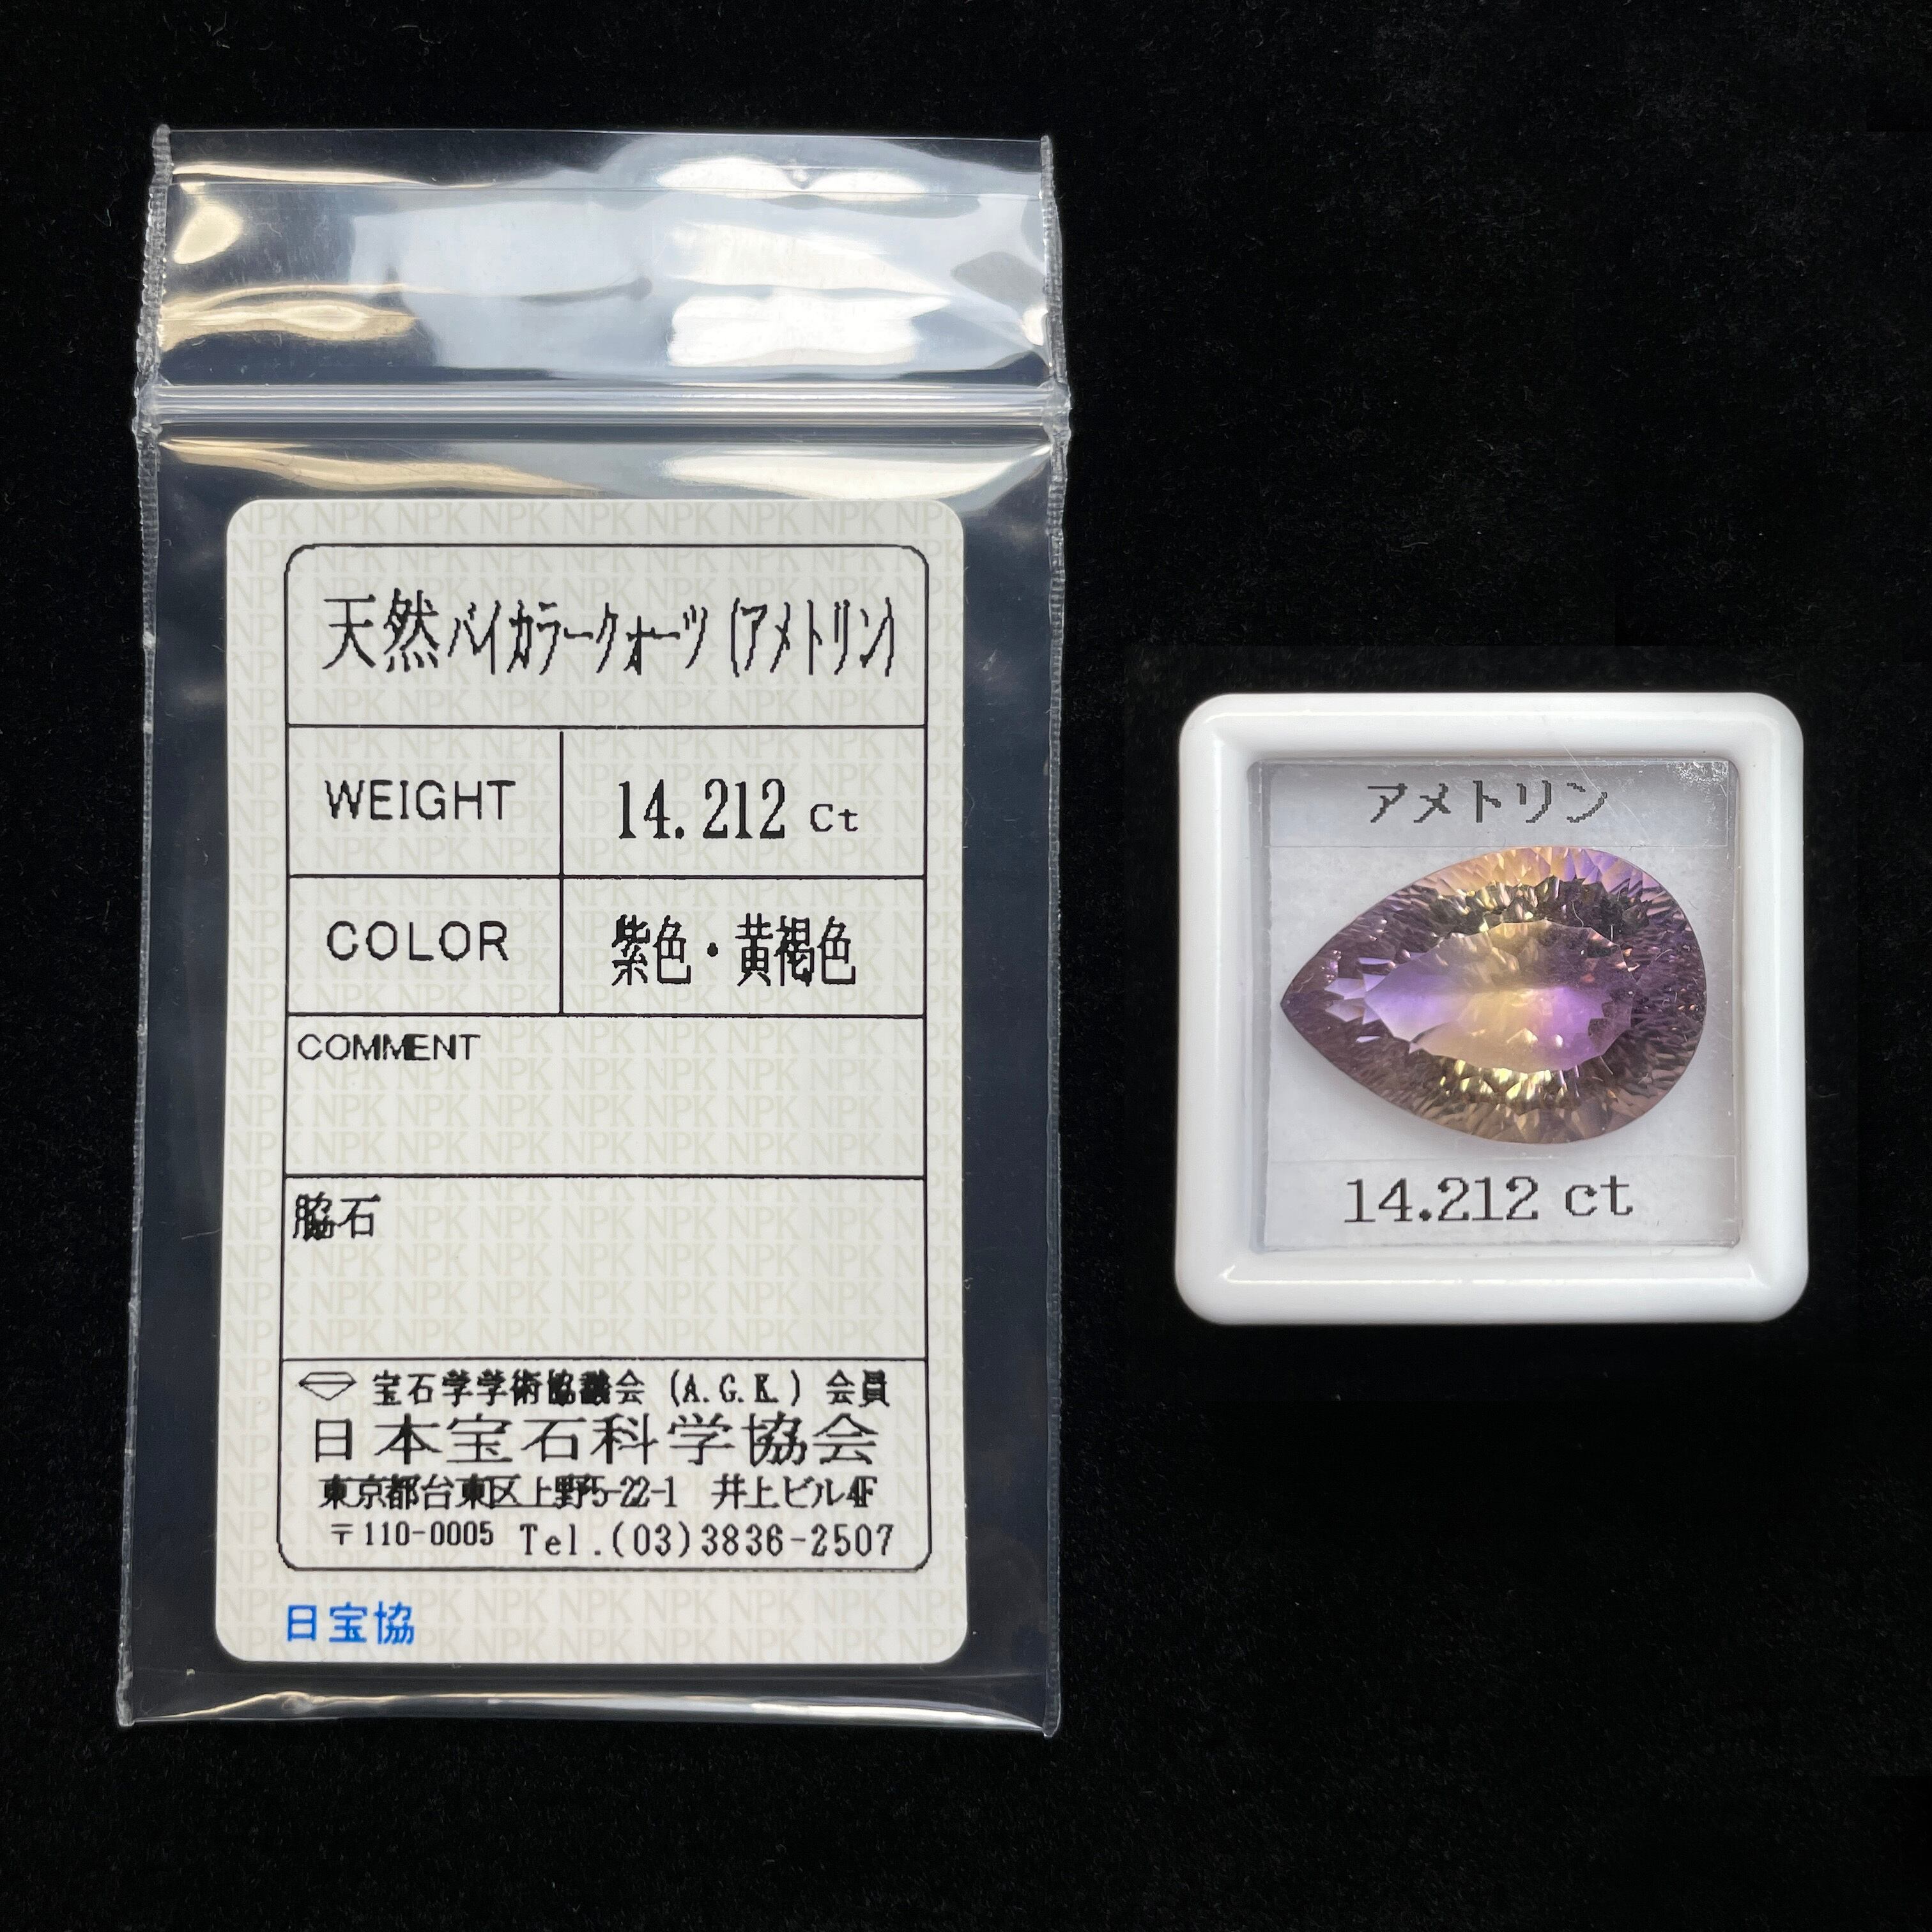 天然バイカラークォーツ(アメトリン)
WEIGHT 14.212 Ct
COLOR 紫色・黄褐色
COMMENT
脇石
宝石学学術協議会 (A.G.K.) 会員
日本宝石科学協会
東京都台東区上野5-22-1 井上ビル4F
〒110-0005 Tel.(03)3836-2507
日宝協
アメトリン
14.212 ct